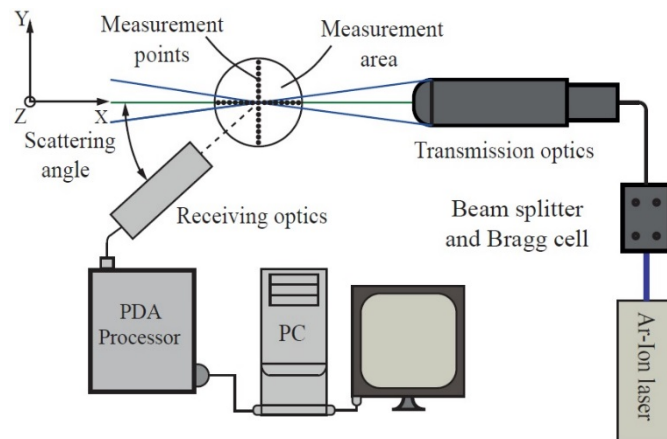 Y
Measurement
points
Measurement
area
Z
X
Scattering
angle
Transmission optics
Receiving optics
Beam splitter
and Bragg cell
PDA
Processor
PC
Ar-Ion laser